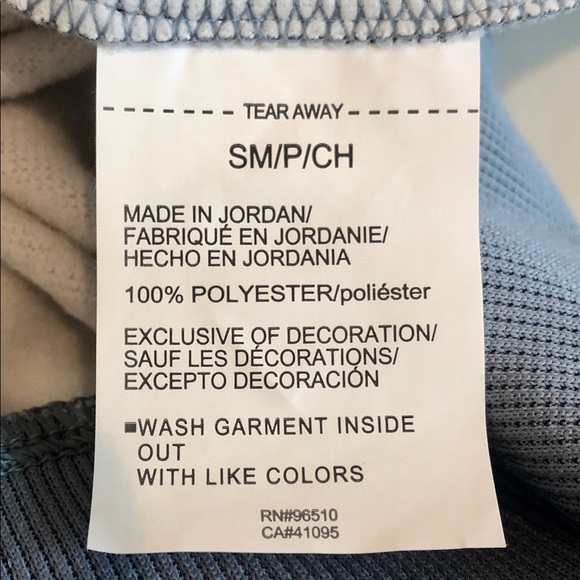 TEAR AWAY
SM/P/CH
MADE IN JORDAN/
FABRIQUÉ EN JORDANIE/
HECHO EN JORDANIA
100% POLYESTER/poliéster
EXCLUSIVE OF DECORATION/
SAUF LES DÉCORATIONS/
EXCEPTO DECORACIÓN
■WASH GARMENT INSIDE
OUT
WITH LIKE COLORS
RN#96510
CA#41095